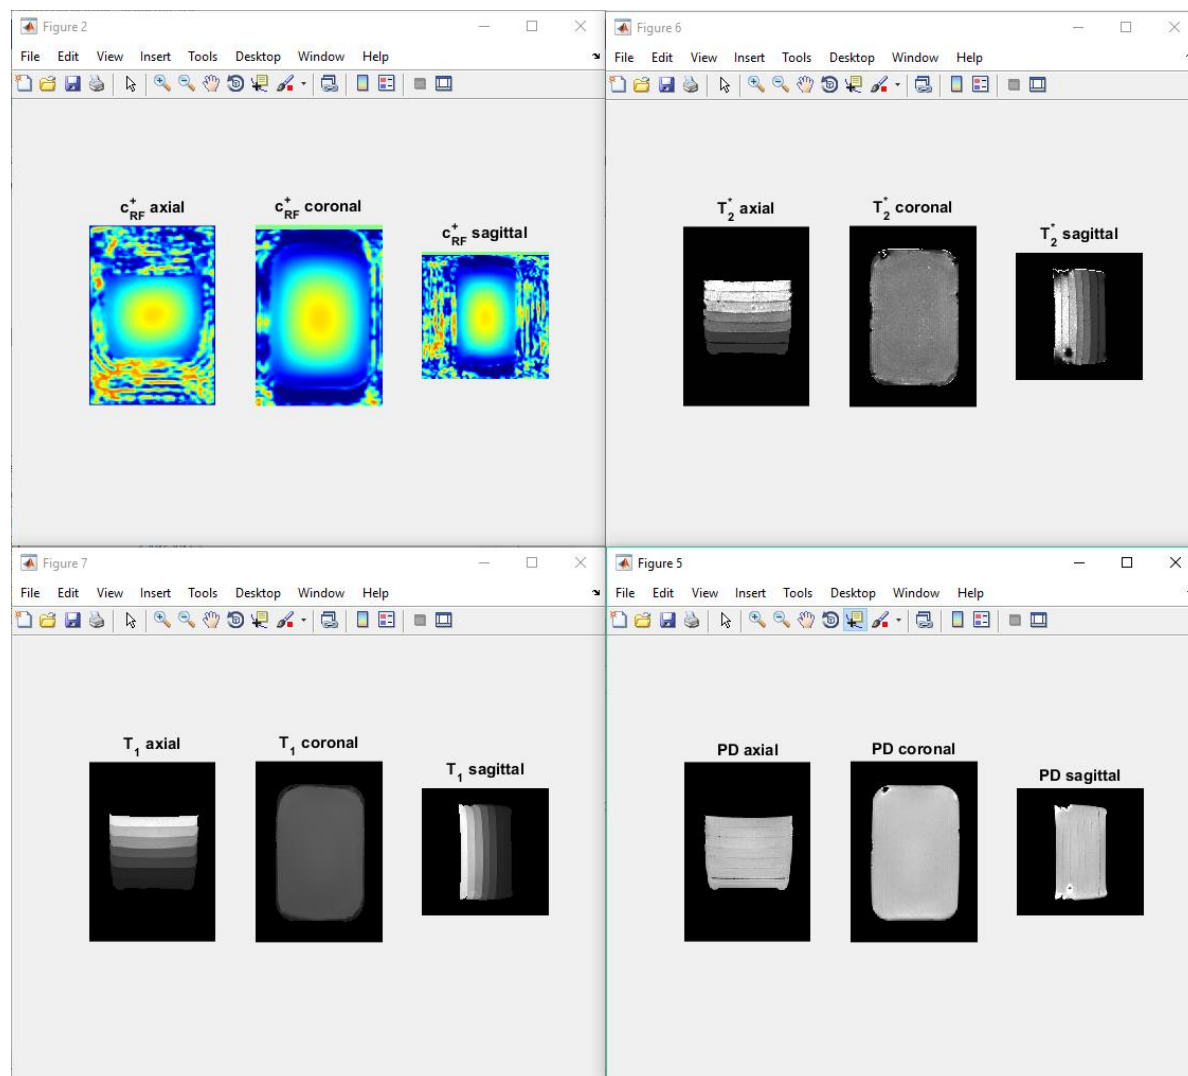 Figure 2
File Edit View Insert Tools Desktop Window Help
c⁺RF axial
c⁺RF coronal
c⁺RF sagittal
Figure 6
File Edit View Insert Tools Desktop Window Help
T*2 axial
T*2 coronal
T*2 sagittal
Figure 7
File Edit View Insert Tools Desktop Window Help
T1 axial
T1 coronal
T1 sagittal
Figure 5
File Edit View Insert Tools Desktop Window Help
PD axial
PD coronal
PD sagittal